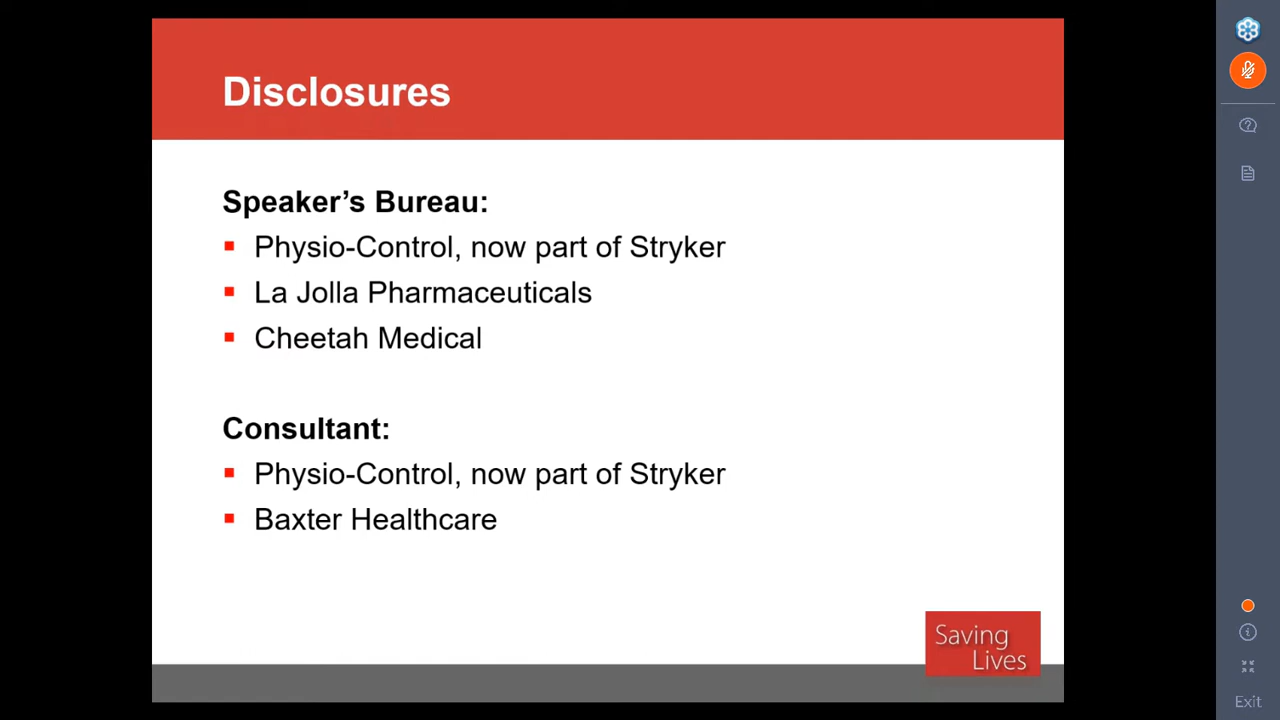 Disclosures
Speaker’s Bureau:
Physio-Control, now part of Stryker
La Jolla Pharmaceuticals
Cheetah Medical
Consultant:
Physio-Control, now part of Stryker
Baxter Healthcare
Saving
Lives
Exit